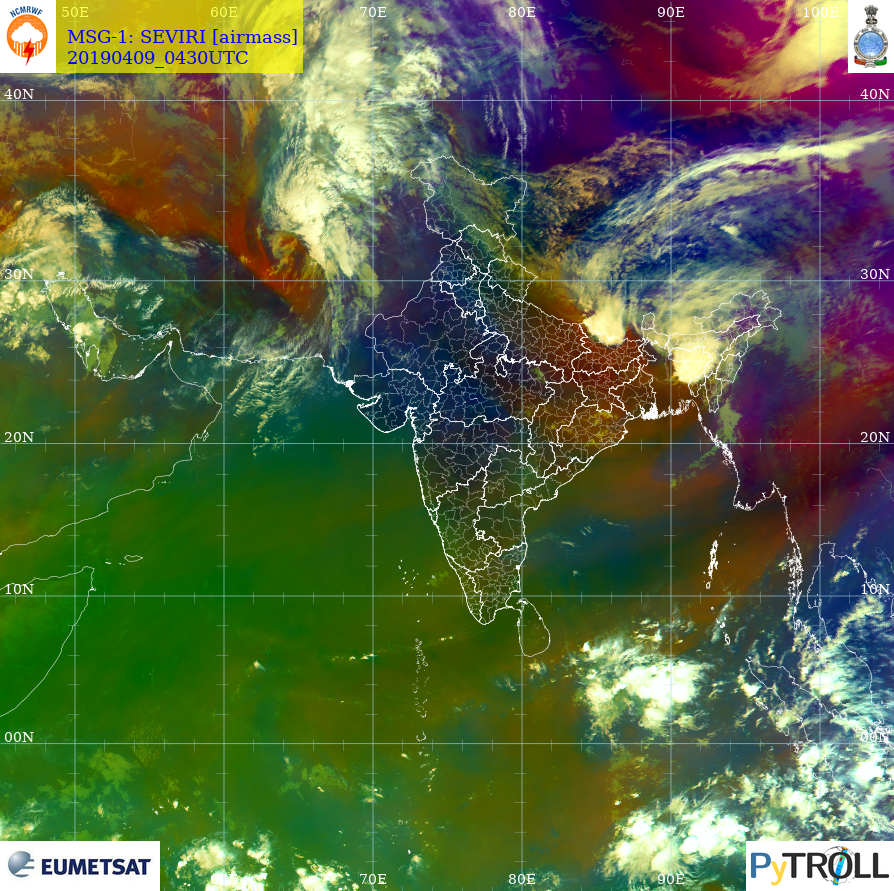 NCMRWF
50E 60E 70E 80E 90E 100E
MSG-1: SEVIRI [airmass]
20190409_0430UTC
40N 40N
30N 30N
20N 20N
10N 10N
00N 00N
EUMETSAT
70E 80E 90E
PyTROLL